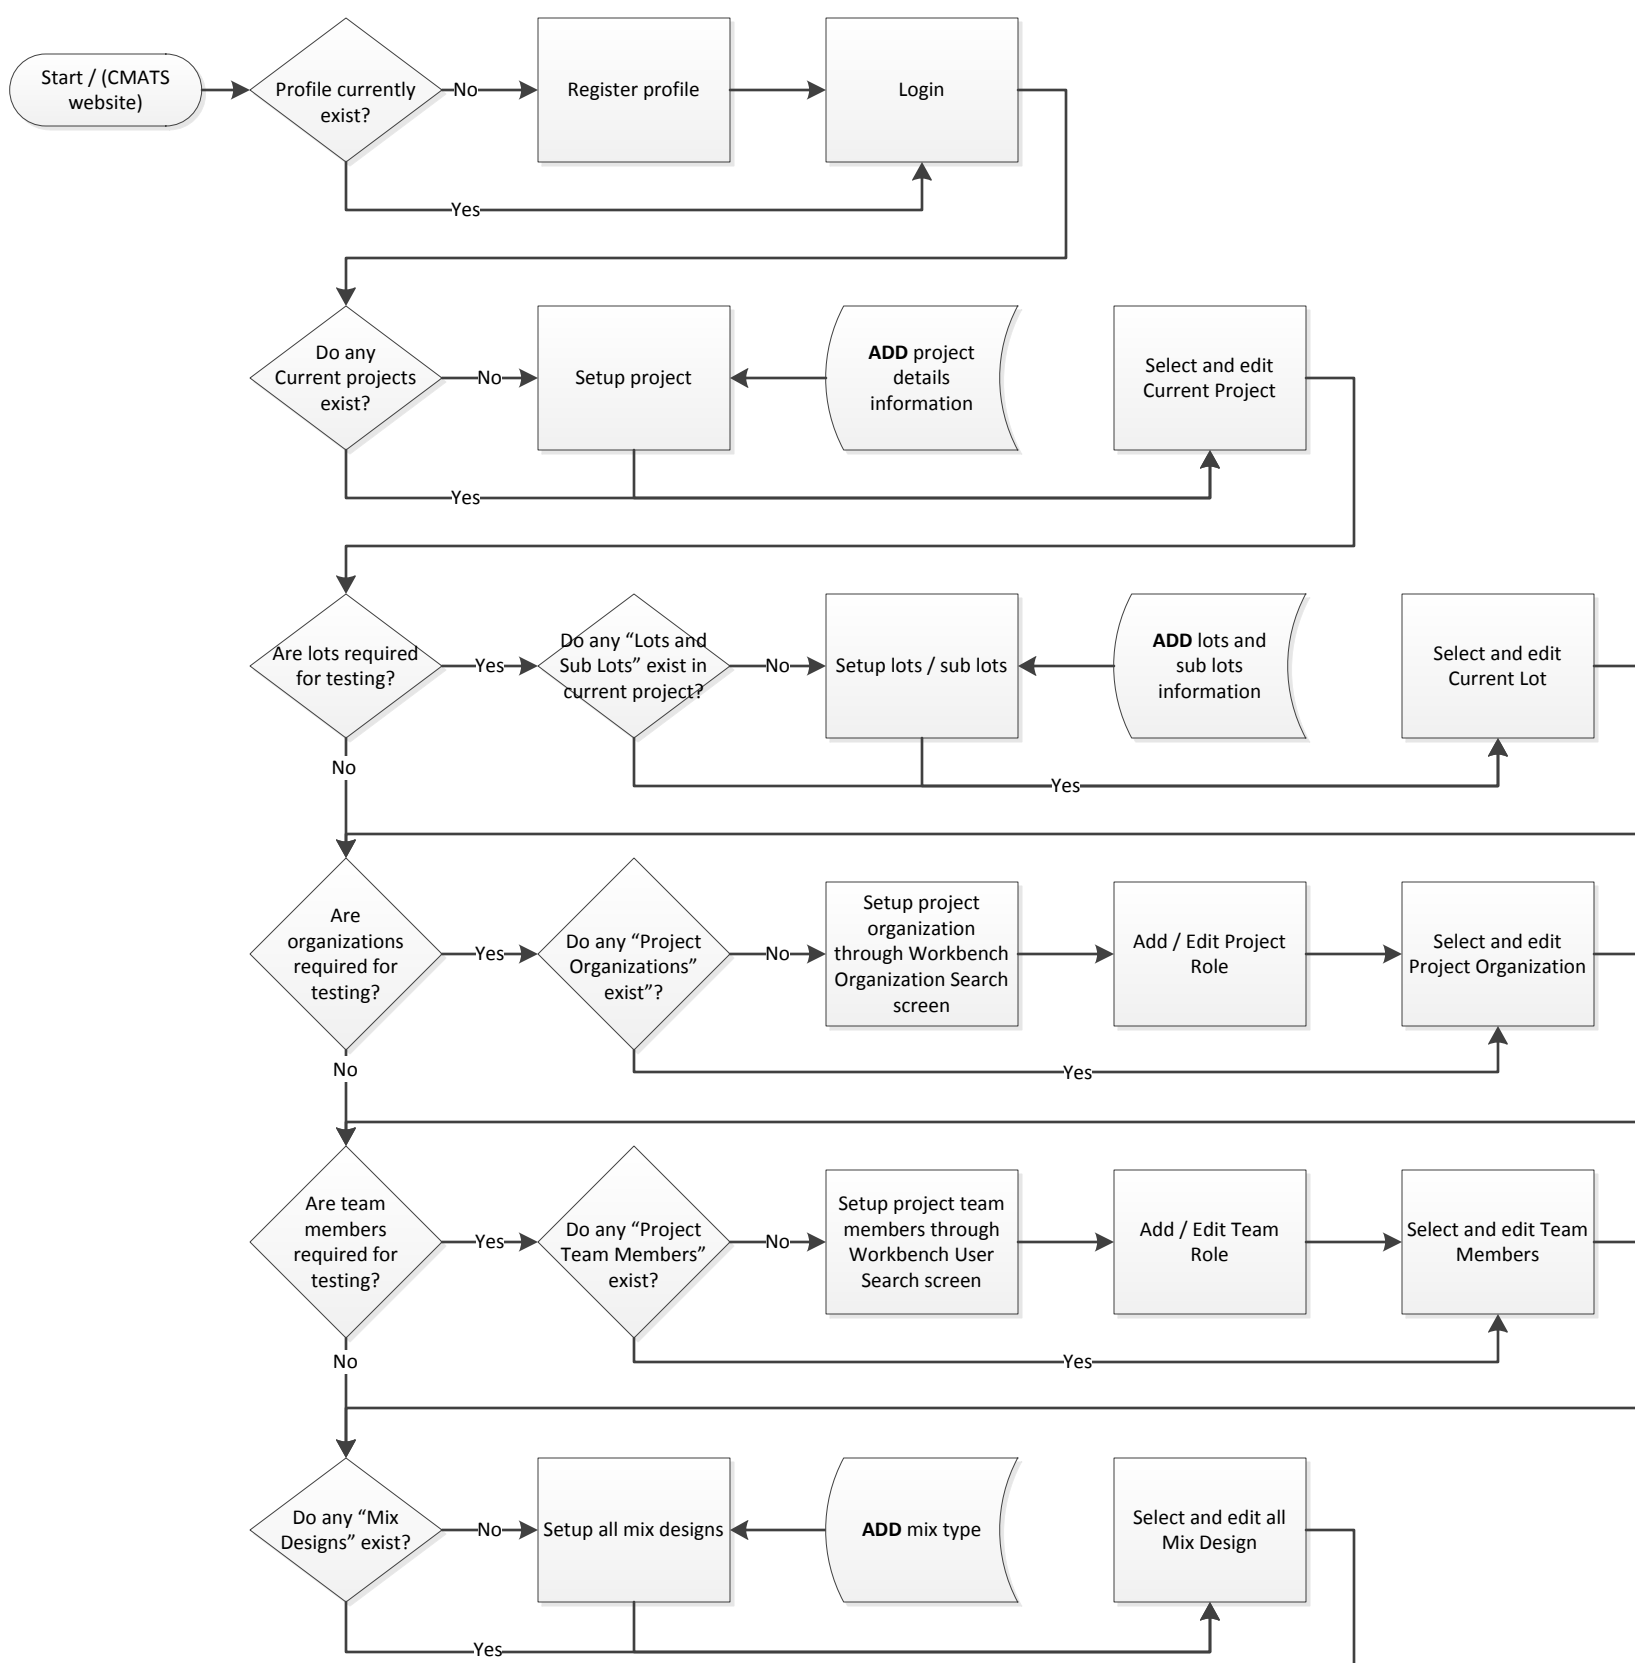 Start / (CMATS
website)
Profile currently
exist?
No
Register profile
Login
Yes
Do any
Current projects
exist?
No
Setup project
ADD project
details
information
Select and edit
Current Project
Yes
Are lots required
for testing?
Yes
Do any “Lots and
Sub Lots” exist in
current project?
No
Setup lots / sub lots
ADD lots and
sub lots
information
Select and edit
Current Lot
No
Yes
Are
organizations
required for
testing?
Yes
Do any “Project
Organizations”
exist”?
No
Setup project
organization
through Workbench
Organization Search
screen
Add / Edit Project
Role
Select and edit
Project Organization
No
Yes
Are team
members
required for
testing?
Yes
Do any “Project
Team Members”
exist?
No
Setup project team
members through
Workbench User
Search screen
Add / Edit Team
Role
Select and edit Team
Members
No
Yes
Do any “Mix
Designs” exist?
No
Setup all mix designs
ADD mix type
Select and edit all
Mix Design
Yes